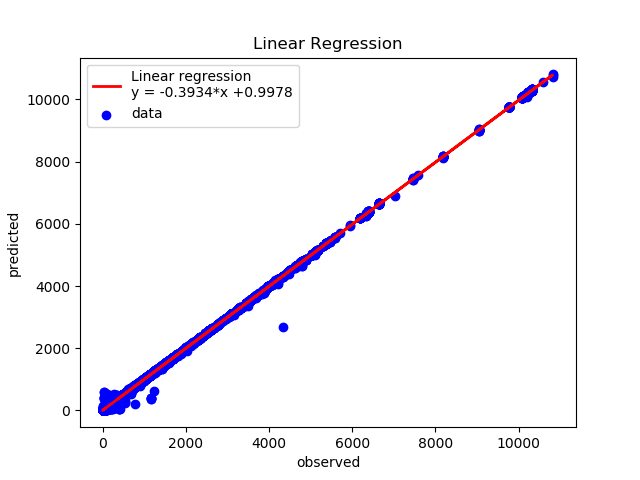 Linear Regression
Linear regression
y = -0.3934*x +0.9978
data
predicted
10000
8000
6000
4000
2000
0
0 2000 4000 6000 8000 10000
observed